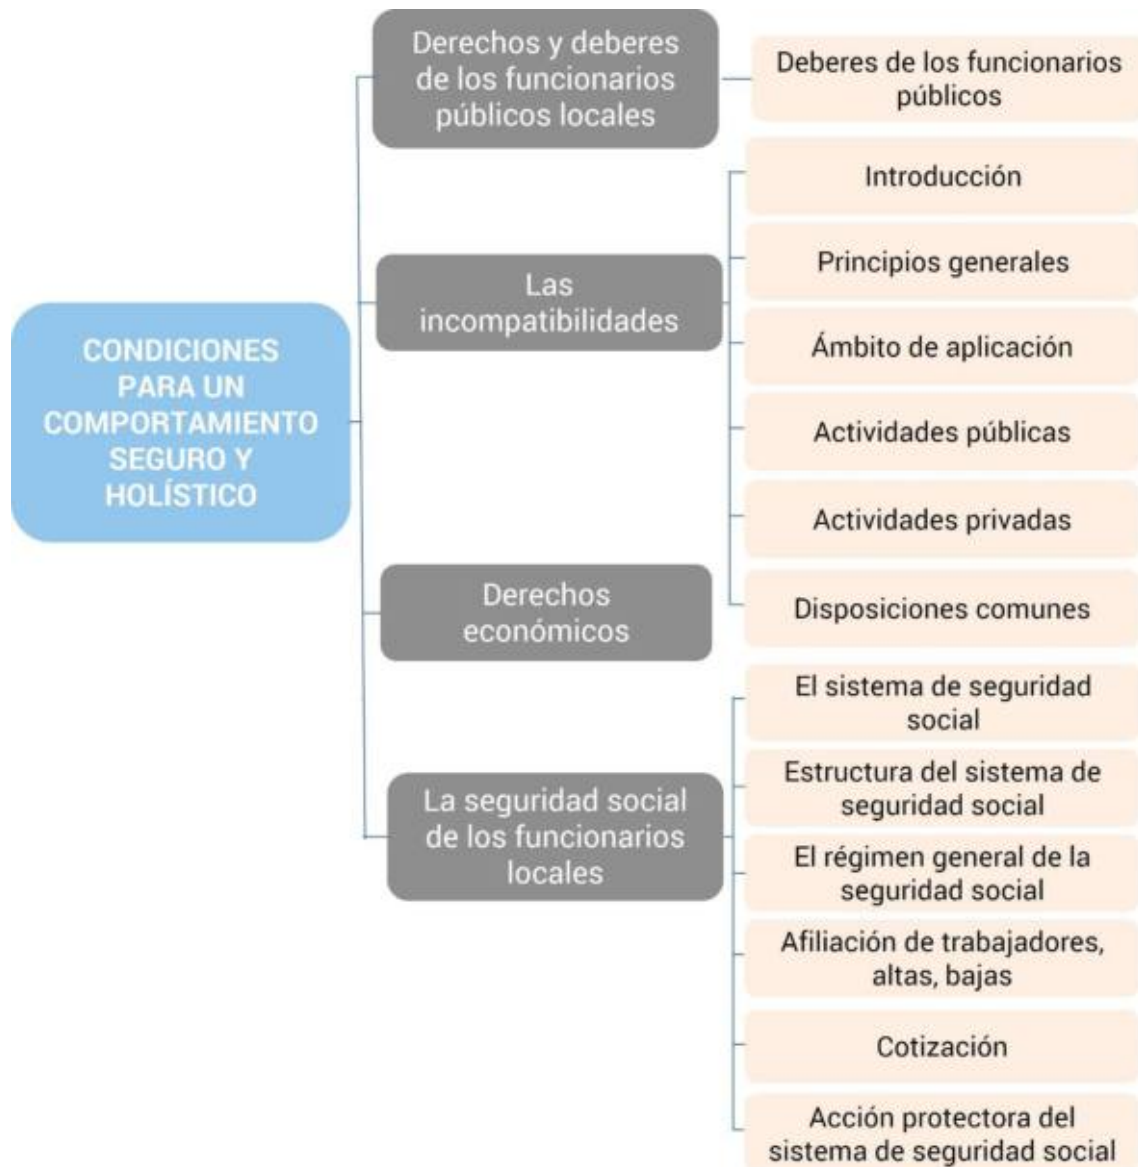 Derechos y deberes
de los funcionarios
públicos locales
Deberes de los funcionarios
públicos
Las
incompatibilidades
Introducción
Principios generales
Ámbito de aplicación
Actividades públicas
Actividades privadas
Disposiciones comunes
CONDICIONES
PARA UN
COMPORTAMIENTO
SEGURO Y
HOLÍSTICO
Derechos
económicos
La seguridad social
de los funcionarios
locales
El sistema de seguridad
social
Estructura del sistema de
seguridad social
El régimen general de la
seguridad social
Afiliación de trabajadores,
altas, bajas
Cotización
Acción protectora del
sistema de seguridad social